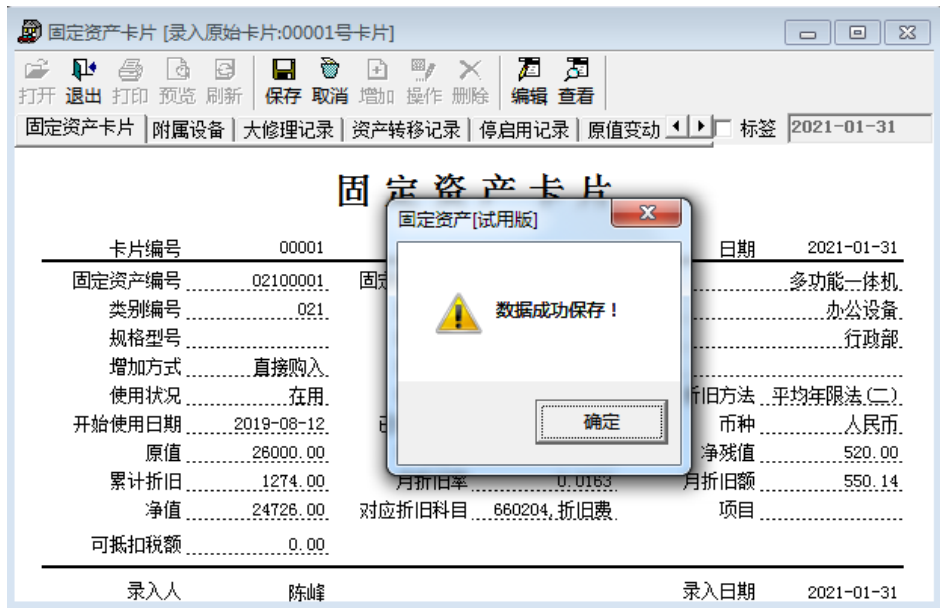 固定资产卡片 [录入原始卡片:00001号卡片]
打开 退出 打印 预览 刷新 保存 取消 增加 操作 删除 编辑 查看
固定资产卡片 附属设备 大修理记录 资产转移记录 停启用记录 原值变动 标签 2021-01-31
固定资产卡片
固定资产[试用版]
数据成功保存！
确定
卡片编号 00001 日期 2021-01-31
固定资产编号 02100001 固定 多功能一体机
类别编号 021 办公设备
规格型号 行政部
增加方式 直接购入
使用状况 在用 折旧方法 平均年限法(二)
开始使用日期 2019-08-12 币种 人民币
原值 26000.00 净残值 520.00
累计折旧 1274.00 月折旧率 0.0163 月折旧额 550.14
净值 24726.00 对应折旧科目 660204,折旧费 项目
可抵扣税额 0.00
录入人 陈峰 录入日期 2021-01-31